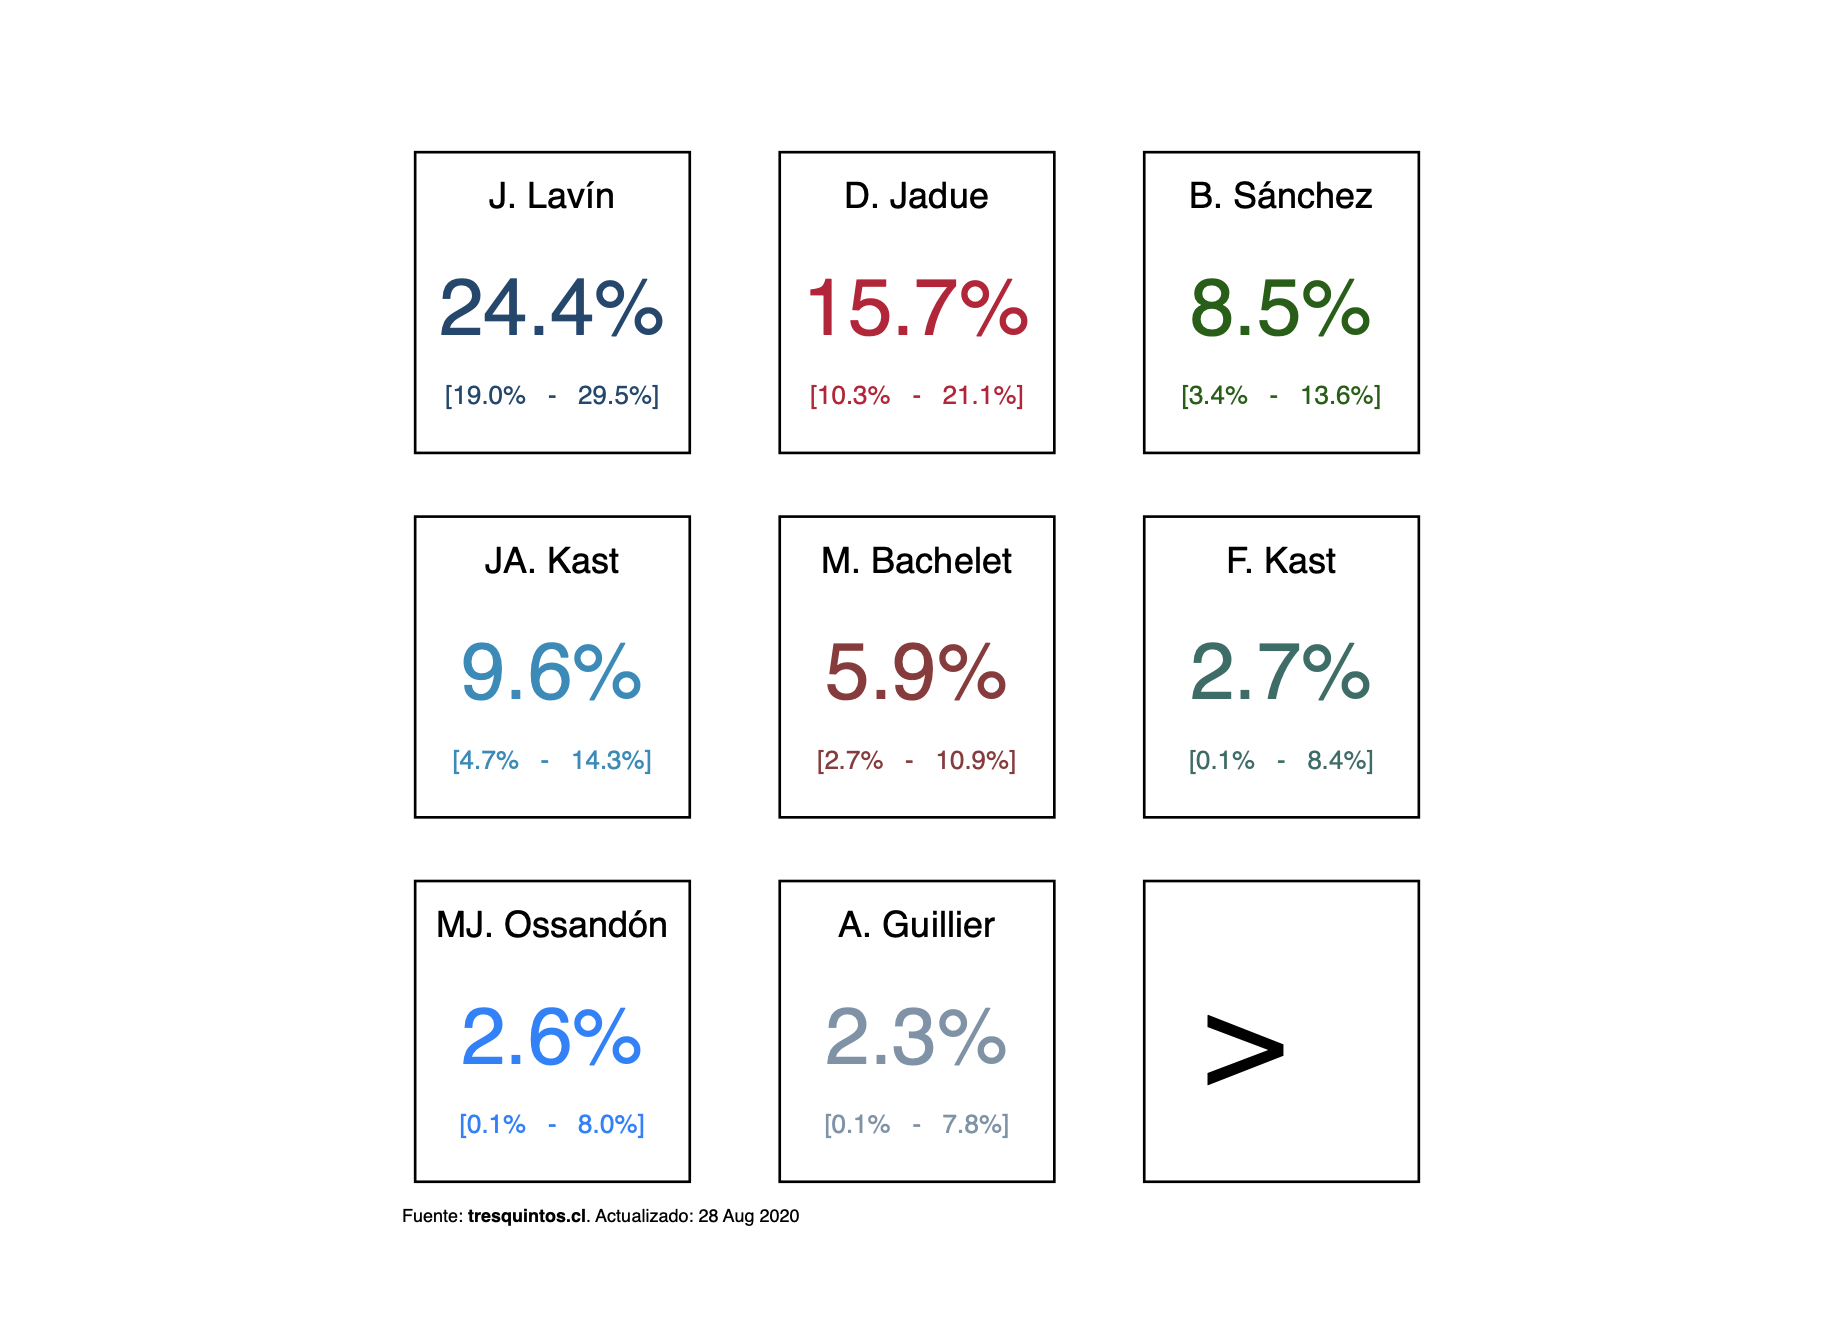 J. Lavín
24.4%
[19.0% - 29.5%]
D. Jadue
15.7%
[10.3% - 21.1%]
B. Sánchez
8.5%
[3.4% - 13.6%]
JA. Kast
9.6%
[4.7% - 14.3%]
M. Bachelet
5.9%
[2.7% - 10.9%]
F. Kast
2.7%
[0.1% - 8.4%]
MJ. Ossandón
2.6%
[0.1% - 8.0%]
A. Guillier
2.3%
[0.1% - 7.8%]
>
Fuente: tresquintos.cl. Actualizado: 28 Aug 2020